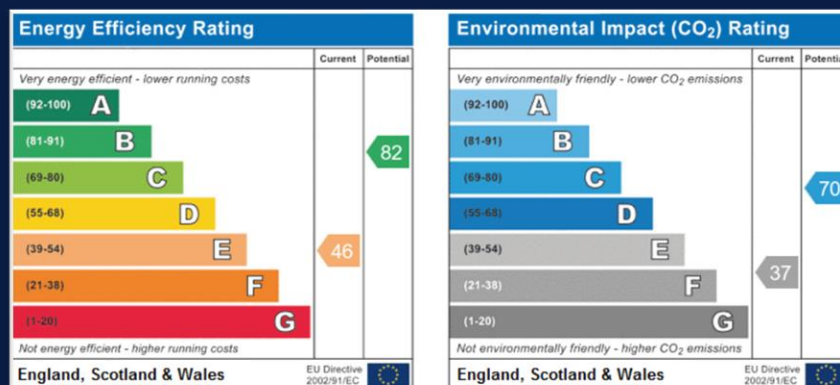 Energy Efficiency Rating
Current Potential
Very energy efficient - lower running costs
(92-100) A
(81-91) B
82
(69-80) C
(55-68) D
(39-54) E
46
(21-38) F
(1-20) G
Not energy efficient - higher running costs
England, Scotland & Wales
EU Directive
2002/91/EC
Environmental Impact (CO₂) Rating
Current Potential
Very environmentally friendly - lower CO₂ emissions
(92-100) A
(81-91) B
(69-80) C
70
(55-68) D
(39-54) E
(21-38) F
37
(1-20) G
Not environmentally friendly - higher CO₂ emissions
England, Scotland & Wales
EU Directive
2002/91/EC